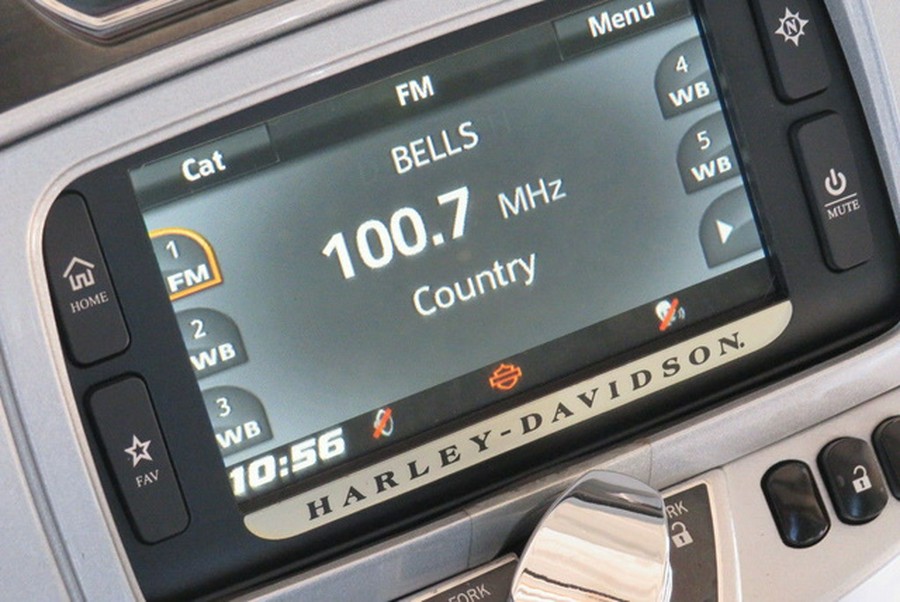 Menu
FM
Cat
BELLS
100.7 MHz
Country
1
FM
2
WB
3
WB
4
WB
5
WB
10:56
HARLEY-DAVIDSON.
HOME
FAV
N
MUTE
FORK
RK